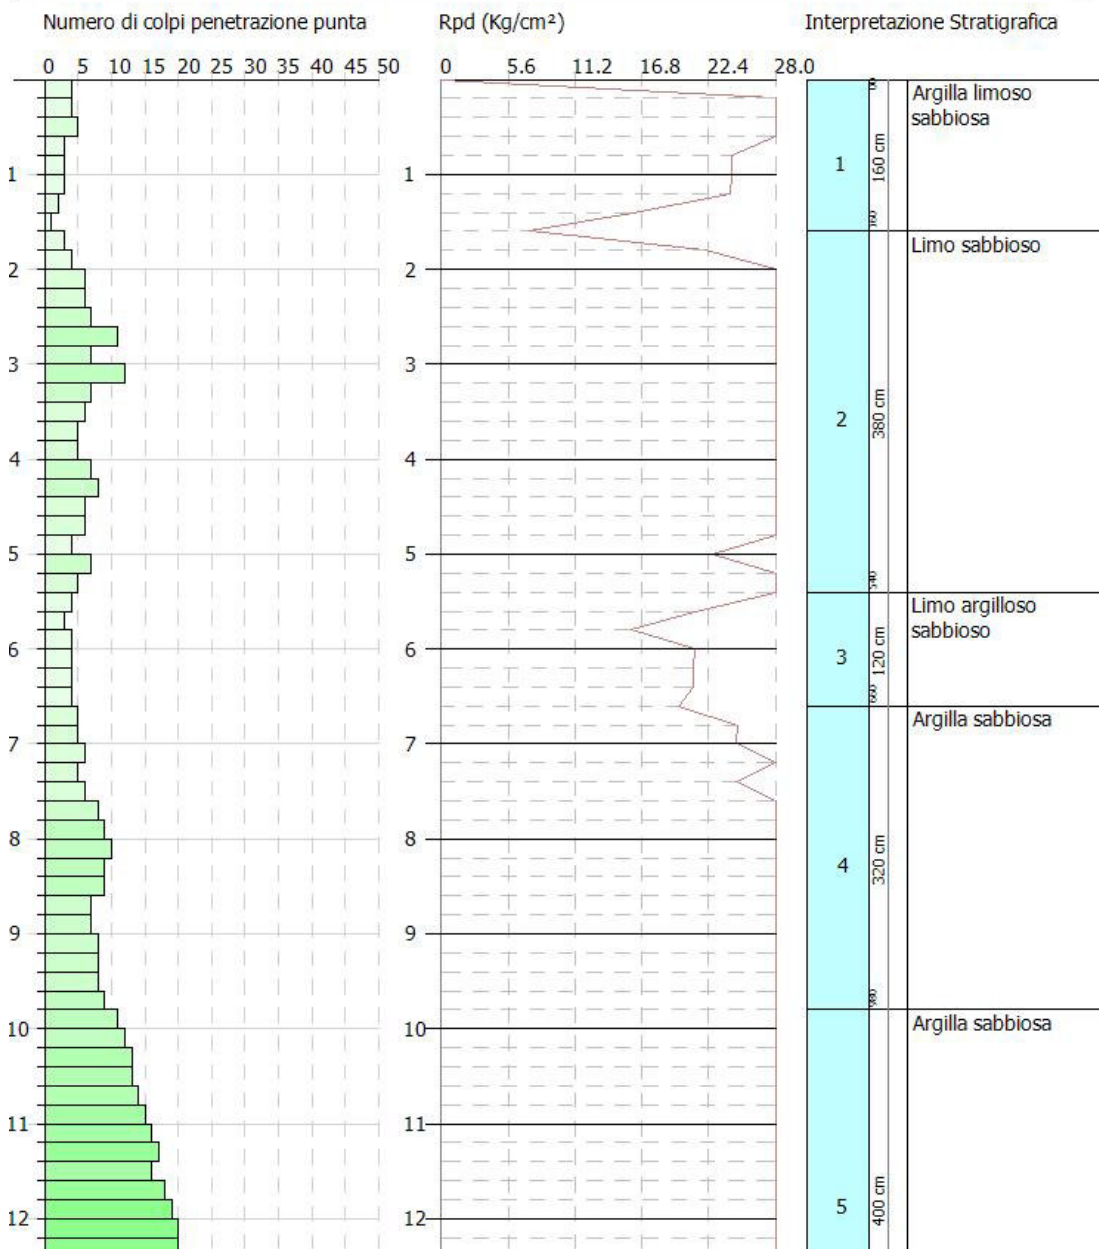 Numero di colpi penetrazione punta
Rpd (Kg/cm²)
Interpretazione Stratigrafica
0 5 10 15 20 25 30 35 40 45 50
0 5.6 11.2 16.8 22.4 28.0
1
2
3
4
5
6
7
8
9
10
11
12
1
2
3
4
5
6
7
8
9
10
11
12
1
160 cm
160
Argilla limoso
sabbiosa
2
380 cm
540
Limo sabbioso
3
120 cm
660
Limo argilloso
sabbioso
4
320 cm
980
Argilla sabbiosa
5
400 cm
Argilla sabbiosa